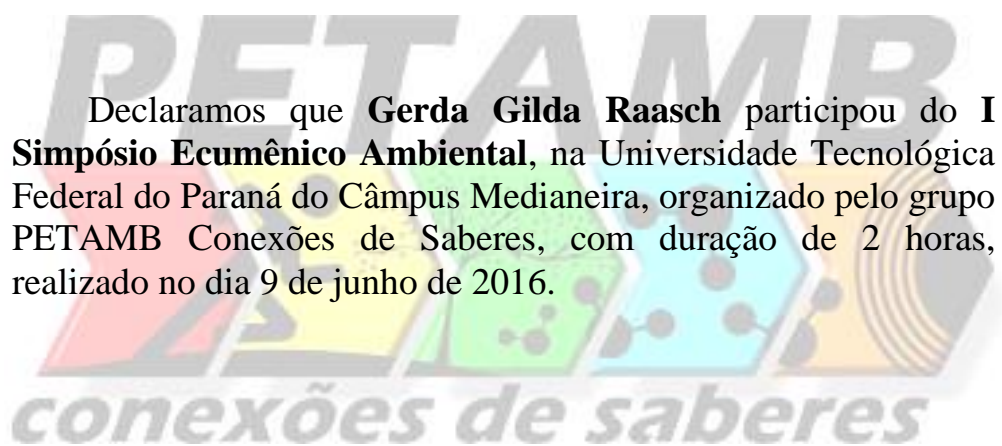 PETAMB
Declaramos que Gerda Gilda Raasch participou do I
Simpósio Ecumênico Ambiental, na Universidade Tecnológica
Federal do Paraná do Câmpus Medianeira, organizado pelo grupo
PETAMB Conexões de Saberes, com duração de 2 horas,
realizado no dia 9 de junho de 2016.
conexões de saberes